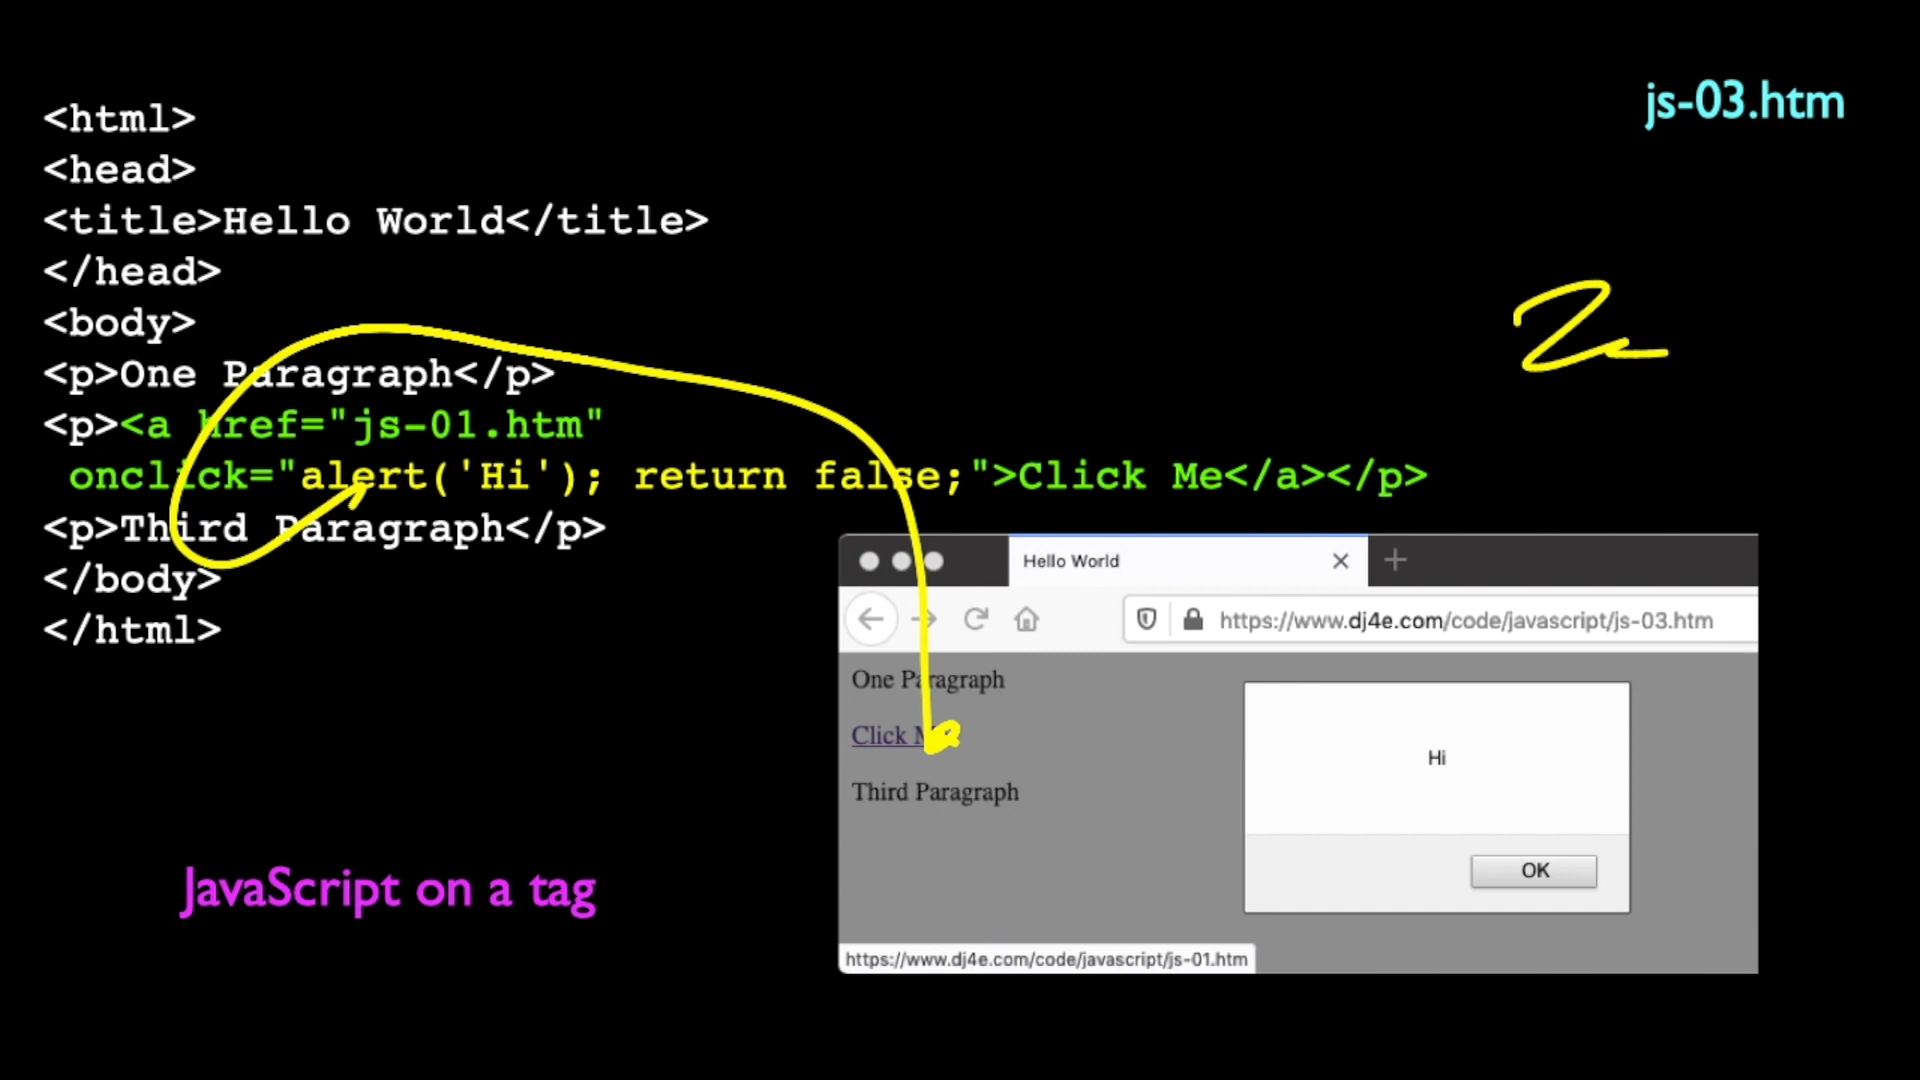 js-03.htm
<html>
<head>
<title>Hello World</title>
</head>
<body>
<p>One Paragraph</p>
<p><a href="js-01.htm"
 onclick="alert('Hi'); return false;">Click Me</a></p>
<p>Third Paragraph</p>
</body>
</html>
Hello World
https://www.dj4e.com/code/javascript/js-03.htm
One Paragraph
Click Me
Third Paragraph
Hi
OK
https://www.dj4e.com/code/javascript/js-01.htm
JavaScript on a tag